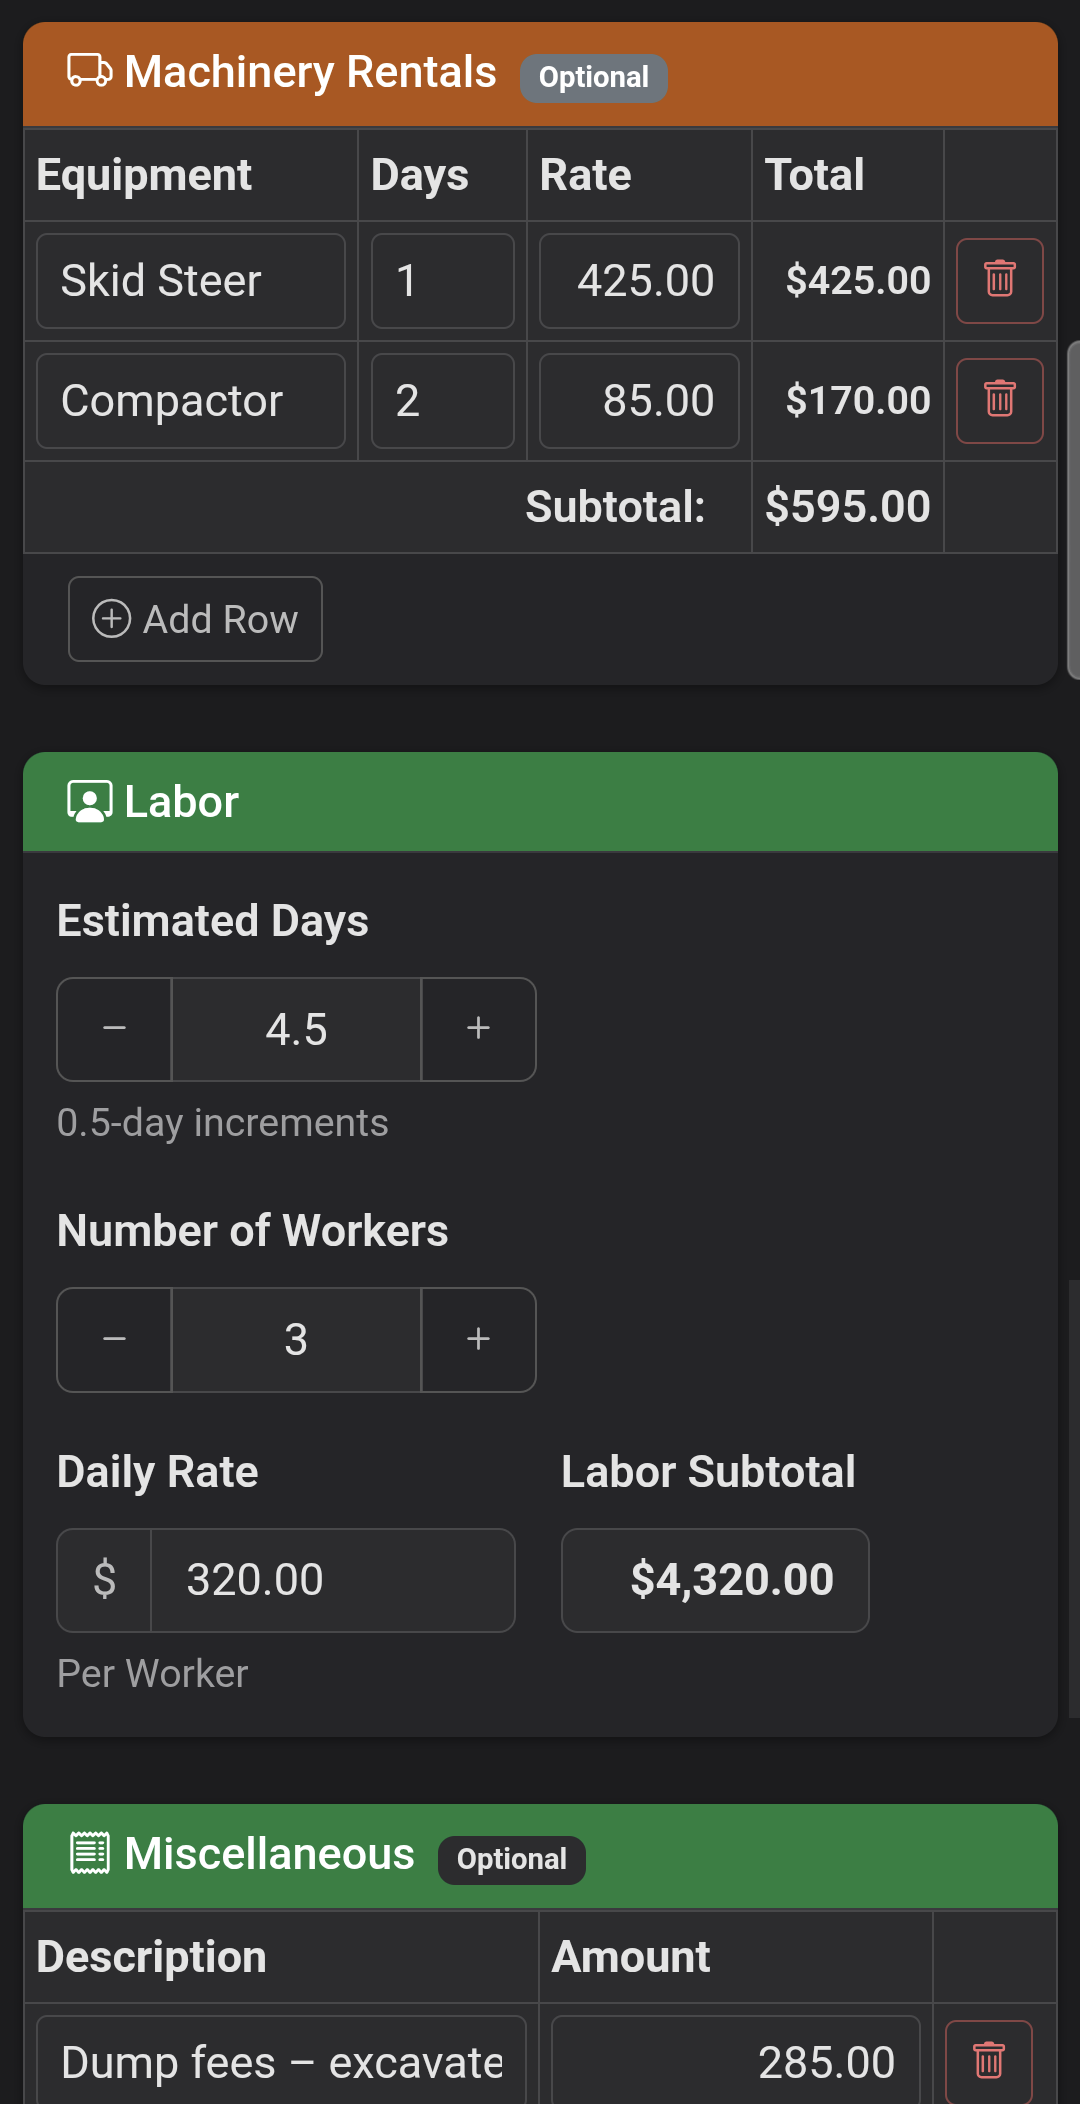 Machinery Rentals Optional
Equipment Days Rate Total
Skid Steer 1 425.00 $425.00
Compactor 2 85.00 $170.00
Subtotal: $595.00
Add Row
Labor
Estimated Days
− 4.5 +
0.5-day increments
Number of Workers
− 3 +
Daily Rate Labor Subtotal
$ 320.00 $4,320.00
Per Worker
Miscellaneous Optional
Description Amount
Dump fees – excavate 285.00